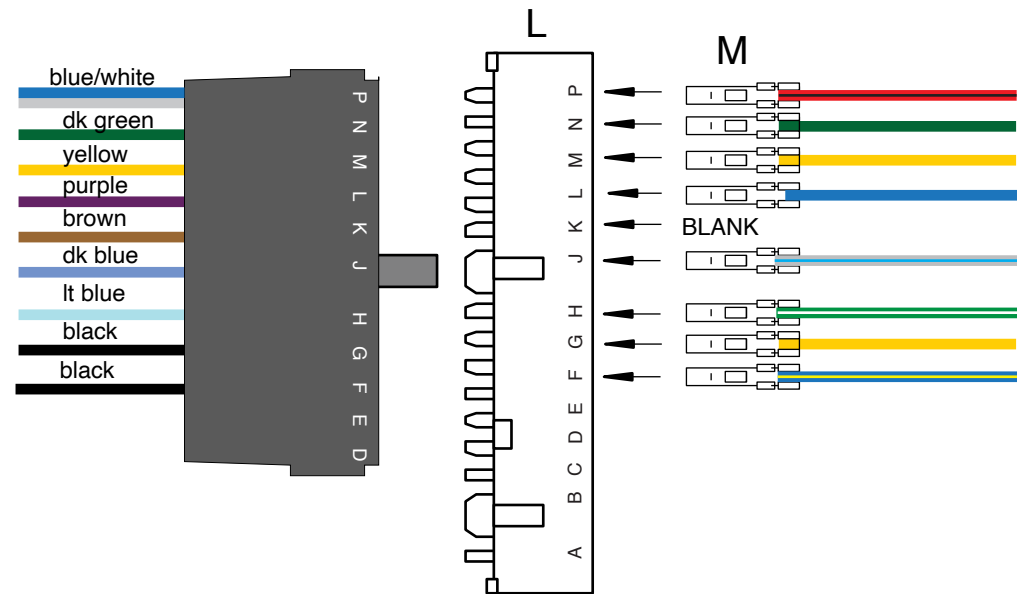 L
M
blue/white
dk green
yellow
purple
brown
dk blue
lt blue
black
black
P
N
M
L
K
J
H
G
F
E
D
P
N
M
L
K
J
H
G
F
E
D
C
B
A
BLANK